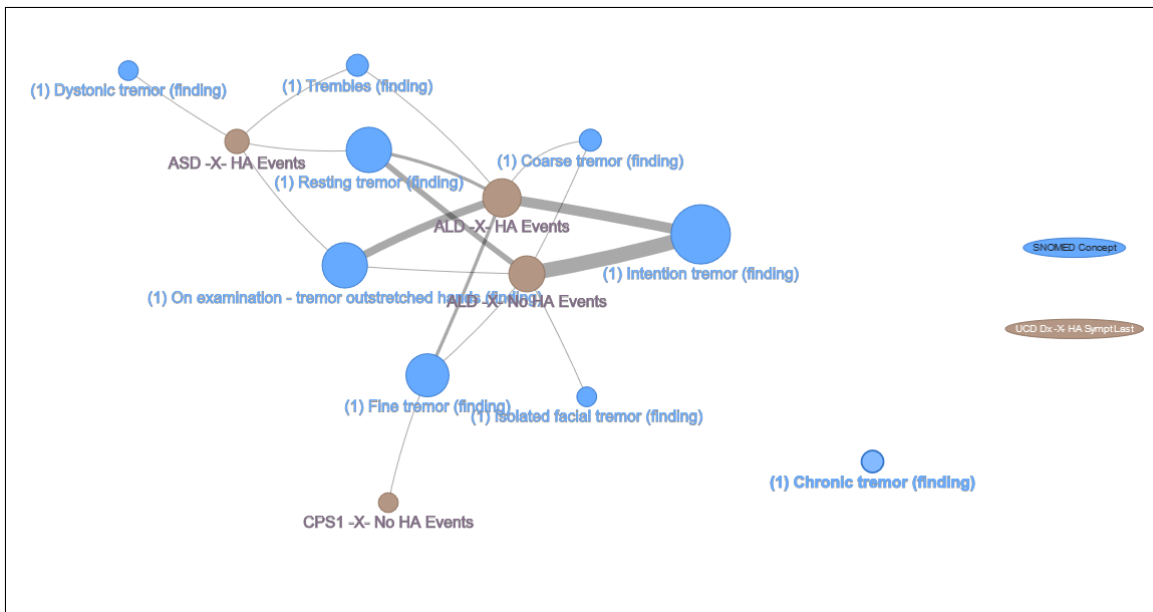 (1) Dystonic tremor (finding)
(1) Trembles (finding)
ASD -X- HA Events
(1) Coarse tremor (finding)
(1) Resting tremor (finding)
ALD -X- HA Events
SNOMED Concept
(1) Intention tremor (finding)
(1) On examination - tremor outstretched hands (finding)
ALD -X- No HA Events
UCD Dx -X- HA SymptLast
(1) Fine tremor (finding)
(1) Isolated facial tremor (finding)
(1) Chronic tremor (finding)
CPS1 -X- No HA Events